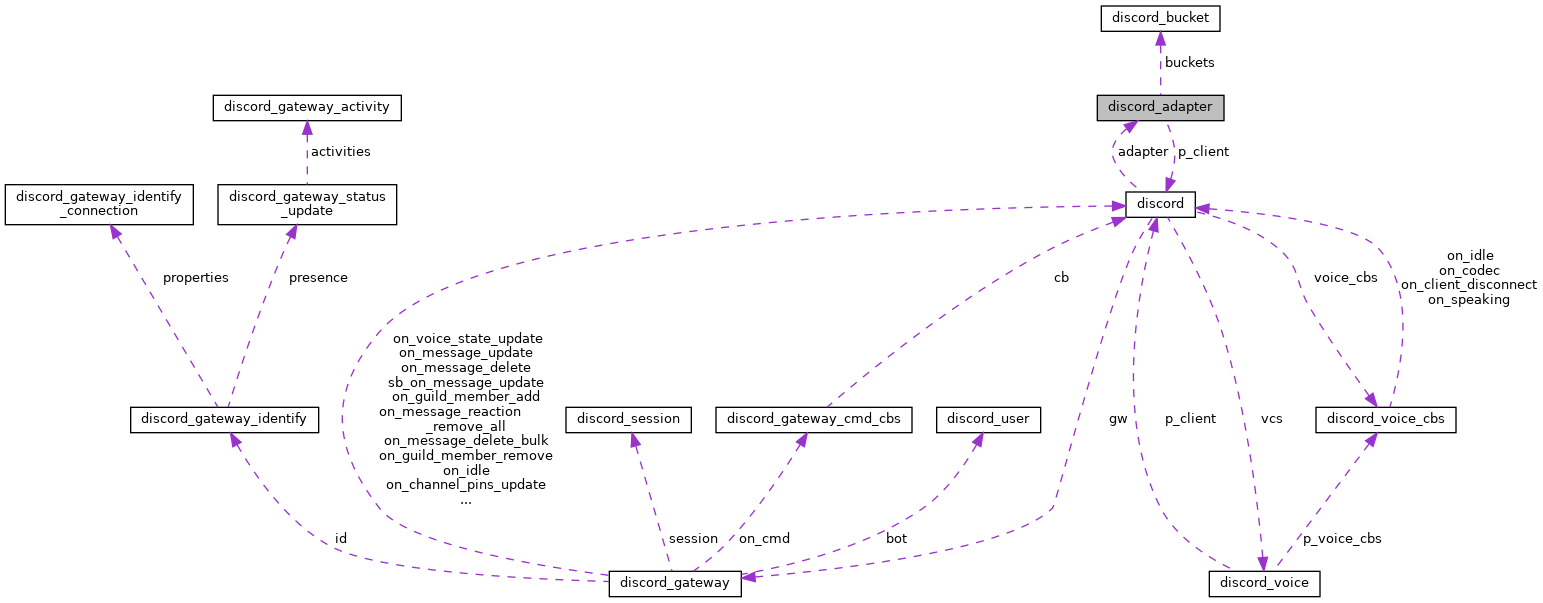 discord_bucket
buckets
discord_gateway_activity
discord_adapter
activities
adapter
p_client
discord_gateway_identify
_connection
discord_gateway_status
_update
discord
properties
presence
cb
voice_cbs
on_idle
on_codec
on_client_disconnect
on_speaking
on_voice_state_update
on_message_update
on_message_delete
sb_on_message_update
on_guild_member_add
on_message_reaction
_remove_all
on_message_delete_bulk
on_guild_member_remove
on_idle
on_channel_pins_update
...
discord_gateway_identify
discord_session
discord_gateway_cmd_cbs
discord_user
gw
p_client
vcs
discord_voice_cbs
id
session
on_cmd
bot
p_voice_cbs
discord_gateway
discord_voice